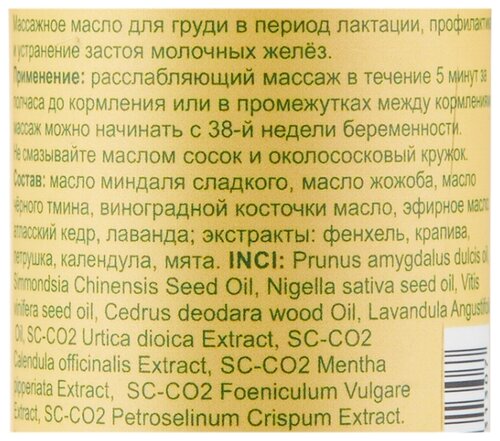 Массажное масло для груди в период лактации, профилактик
и устранение застоя молочных желёз.
Применение: расслабляющий массаж в течение 5 минут за
полчаса до кормления или в промежутках между кормления
массаж можно начинать с 38-й недели беременности.
Не смазывайте маслом сосок и околососковый кружок.
Состав: масло миндаля сладкого, масло жожоба, масло
чёрного тмина, виноградной косточки масло, эфирное масло
атласский кедр, лаванда; экстракты: фенхель, крапива,
петрушка, календула, мята. INCI: Prunus amygdalus dulcis oil
Simmondsia Chinensis Seed Oil, Nigella sativa seed oil, Vitis
vinifera seed oil, Cedrus deodara wood Oil, Lavandula Angustif
Oil, SC-CO2 Urtica dioica Extract, SC-CO2
Calendula officinalis Extract, SC-CO2 Mentha
pipperiata Extract, SC-CO2 Foeniculum Vulgare
Extract, SC-CO2 Petroselinum Crispum Extract.